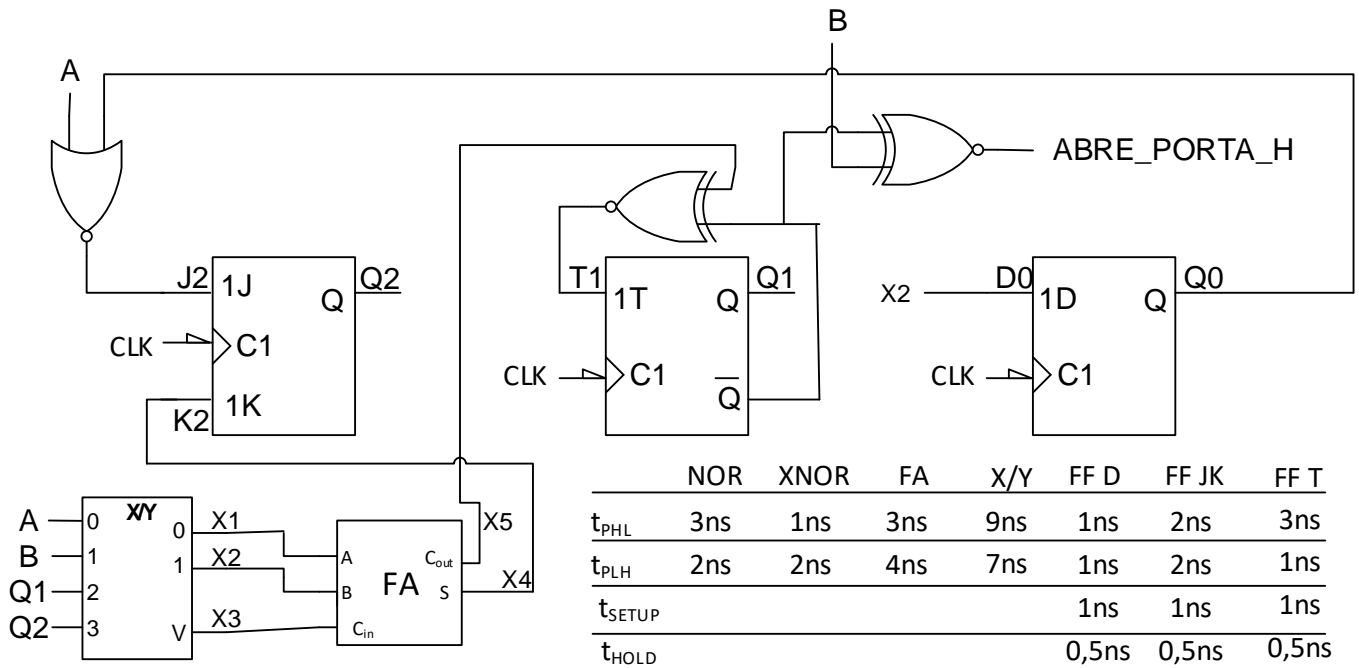 B
A
ABRE_PORTA_H
J2 1J Q Q2
CLK C1
K2 1K
T1 1T Q Q1
CLK C1
Q
X2 D0 1D Q Q0
CLK C1
X/Y
A 0 0 X1
B 1 1 X2
Q1 2
Q2 3 V X3
A Cout X5
B FA S X4
Cin
NOR XNOR FA X/Y FF D FF JK FF T
tPHL 3ns 1ns 3ns 9ns 1ns 2ns 3ns
tPLH 2ns 2ns 4ns 7ns 1ns 2ns 1ns
tSETUP 1ns 1ns 1ns
tHOLD 0,5ns 0,5ns 0,5ns